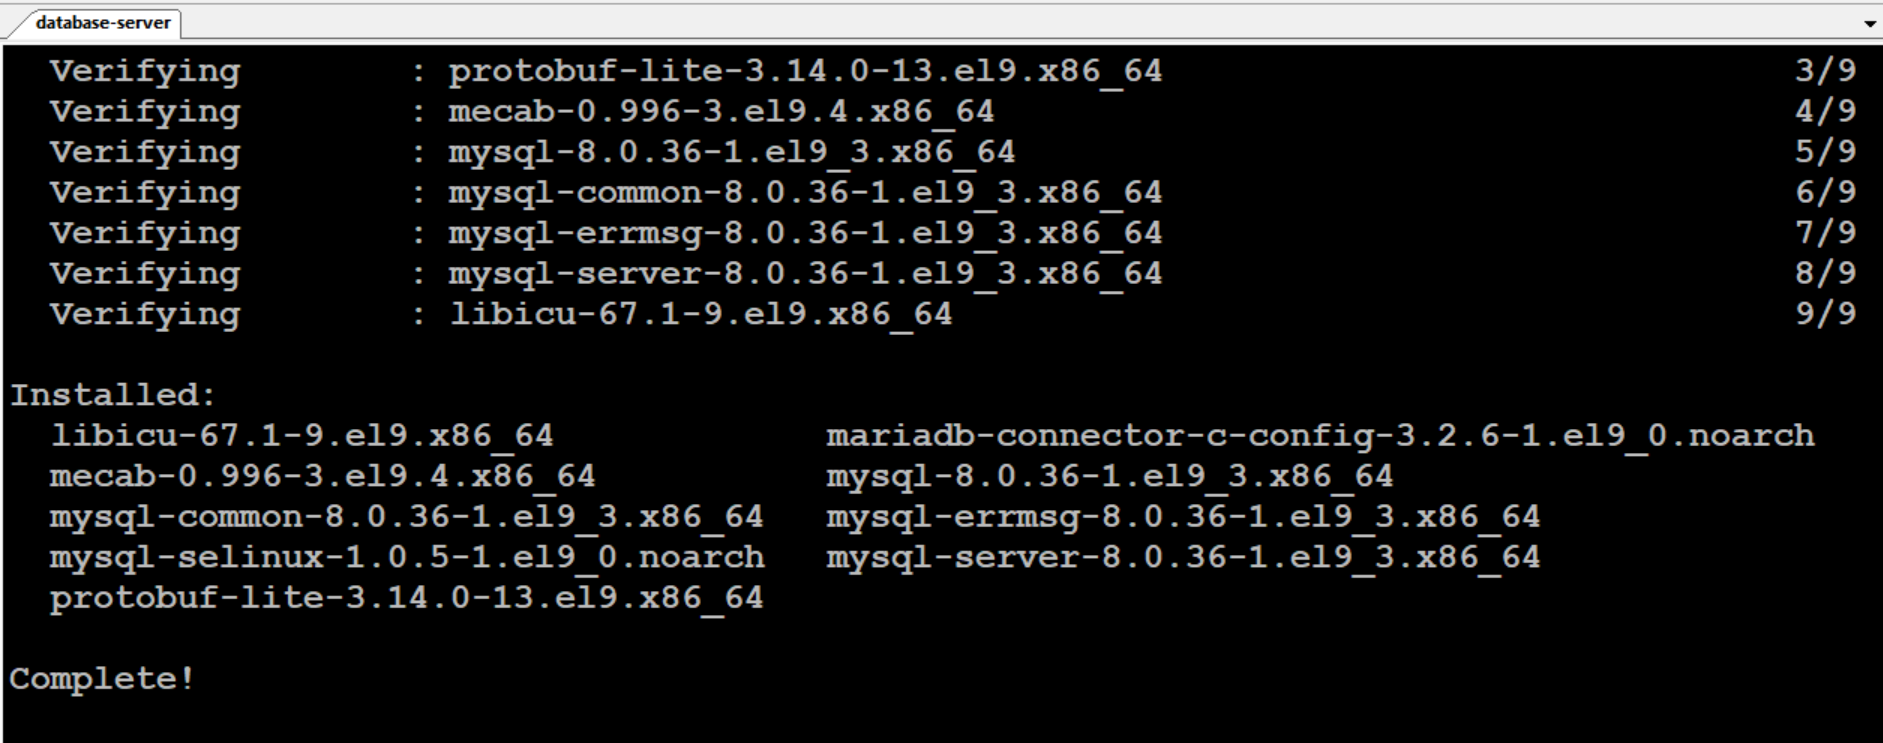 database-server
Verifying : protobuf-lite-3.14.0-13.el9.x86_64 3/9
Verifying : mecab-0.996-3.el9.4.x86_64 4/9
Verifying : mysql-8.0.36-1.el9_3.x86_64 5/9
Verifying : mysql-common-8.0.36-1.el9_3.x86_64 6/9
Verifying : mysql-errmsg-8.0.36-1.el9_3.x86_64 7/9
Verifying : mysql-server-8.0.36-1.el9_3.x86_64 8/9
Verifying : libicu-67.1-9.el9.x86_64 9/9
Installed:
libicu-67.1-9.el9.x86_64 mariadb-connector-c-config-3.2.6-1.el9_0.noarch
mecab-0.996-3.el9.4.x86_64 mysql-8.0.36-1.el9_3.x86_64
mysql-common-8.0.36-1.el9_3.x86_64 mysql-errmsg-8.0.36-1.el9_3.x86_64
mysql-selinux-1.0.5-1.el9_0.noarch mysql-server-8.0.36-1.el9_3.x86_64
protobuf-lite-3.14.0-13.el9.x86_64
Complete!